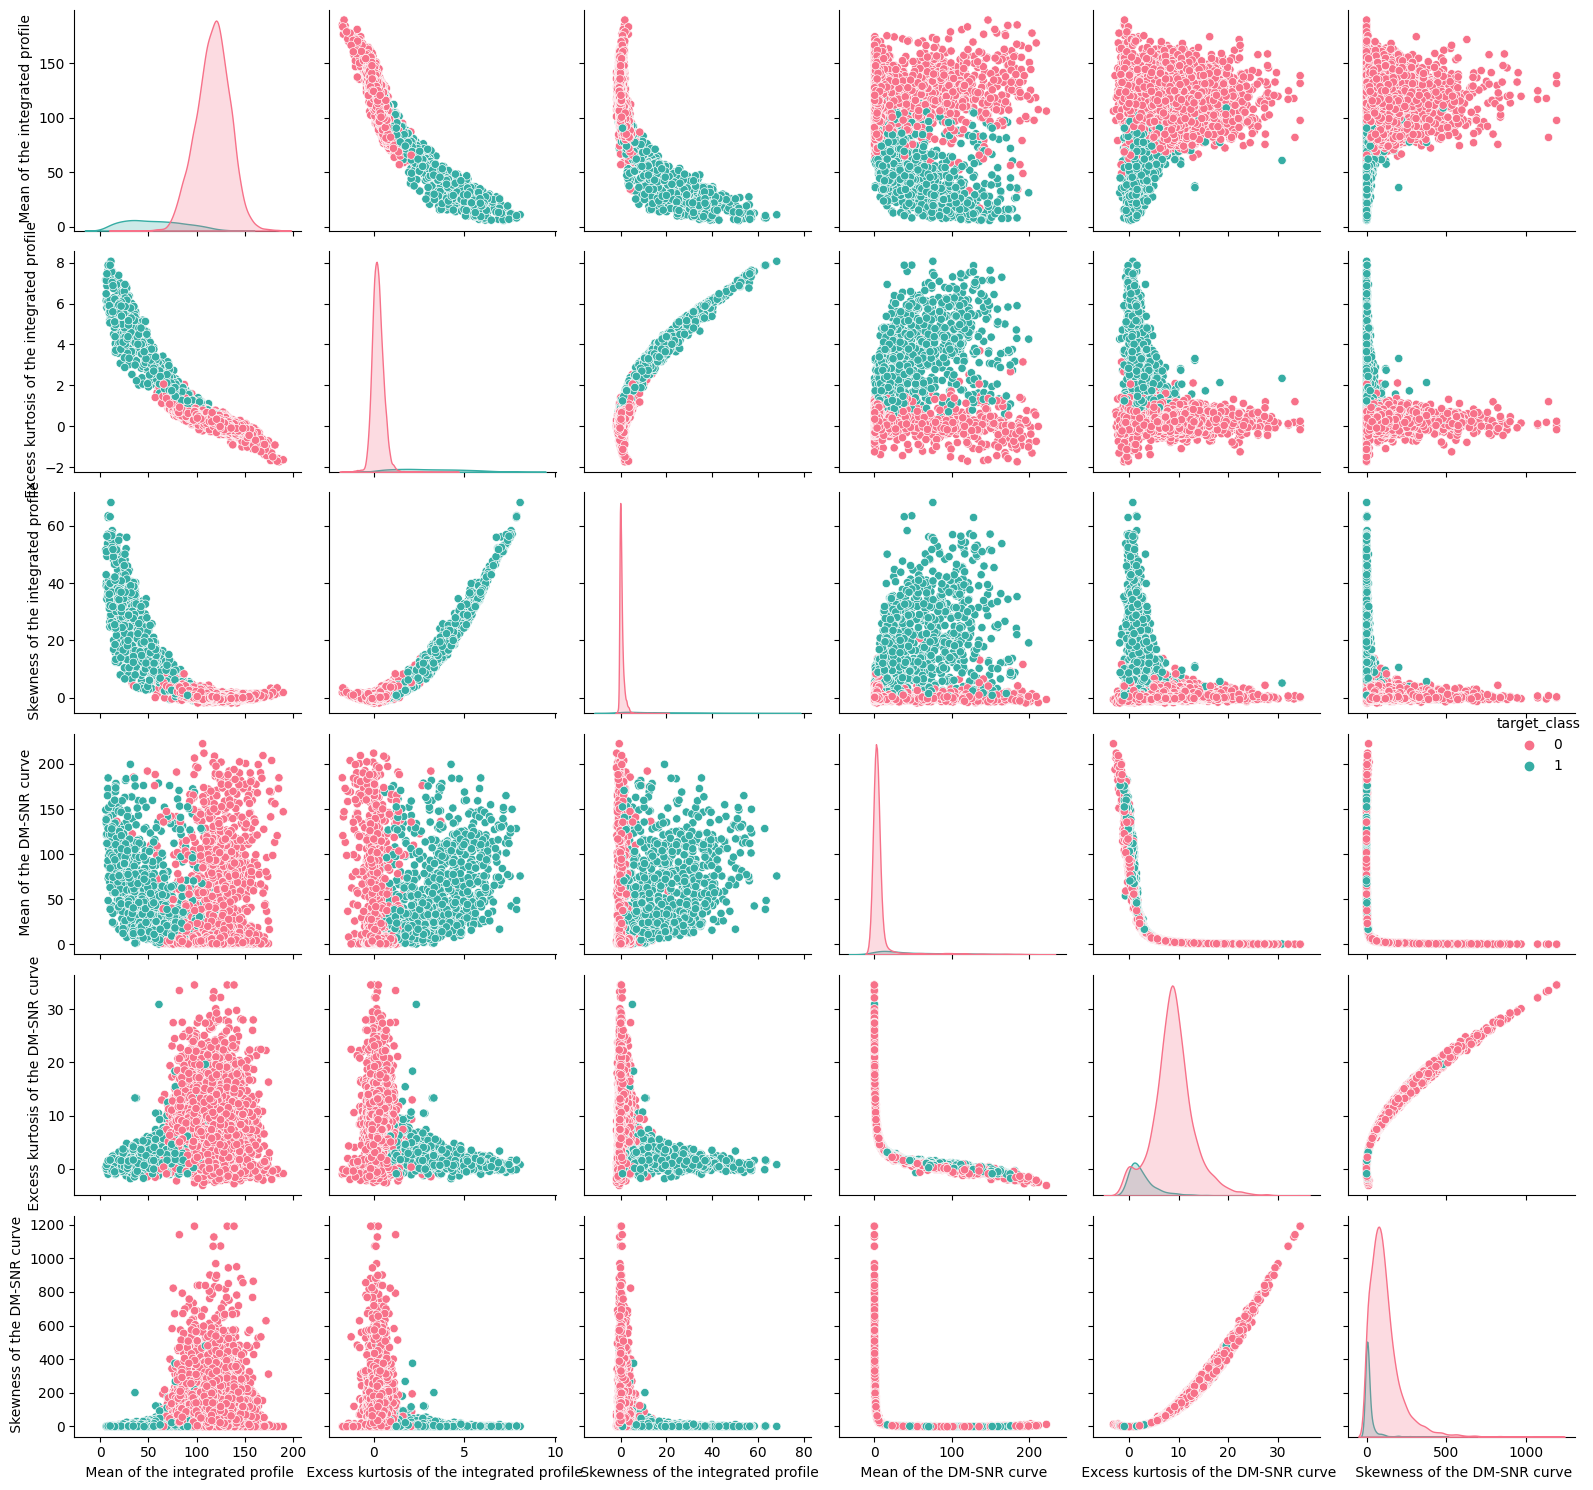 Mean of the integrated profile
150
100
50
0
Excess kurtosis of the integrated profile
8
6
4
2
0
−2
Skewness of the integrated profile
60
40
20
0
target_class
0
1
Mean of the DM-SNR curve
200
150
100
50
0
Excess kurtosis of the DM-SNR curve
30
20
10
0
Skewness of the DM-SNR curve
1200
1000
800
600
400
200
0
0 50 100 150 200
0 5 10
0 20 40 60 80
0 100 200
0 10 20 30
0 500 1000
Mean of the integrated profile
Excess kurtosis of the integrated profile
Skewness of the integrated profile
Mean of the DM-SNR curve
Excess kurtosis of the DM-SNR curve
Skewness of the DM-SNR curve